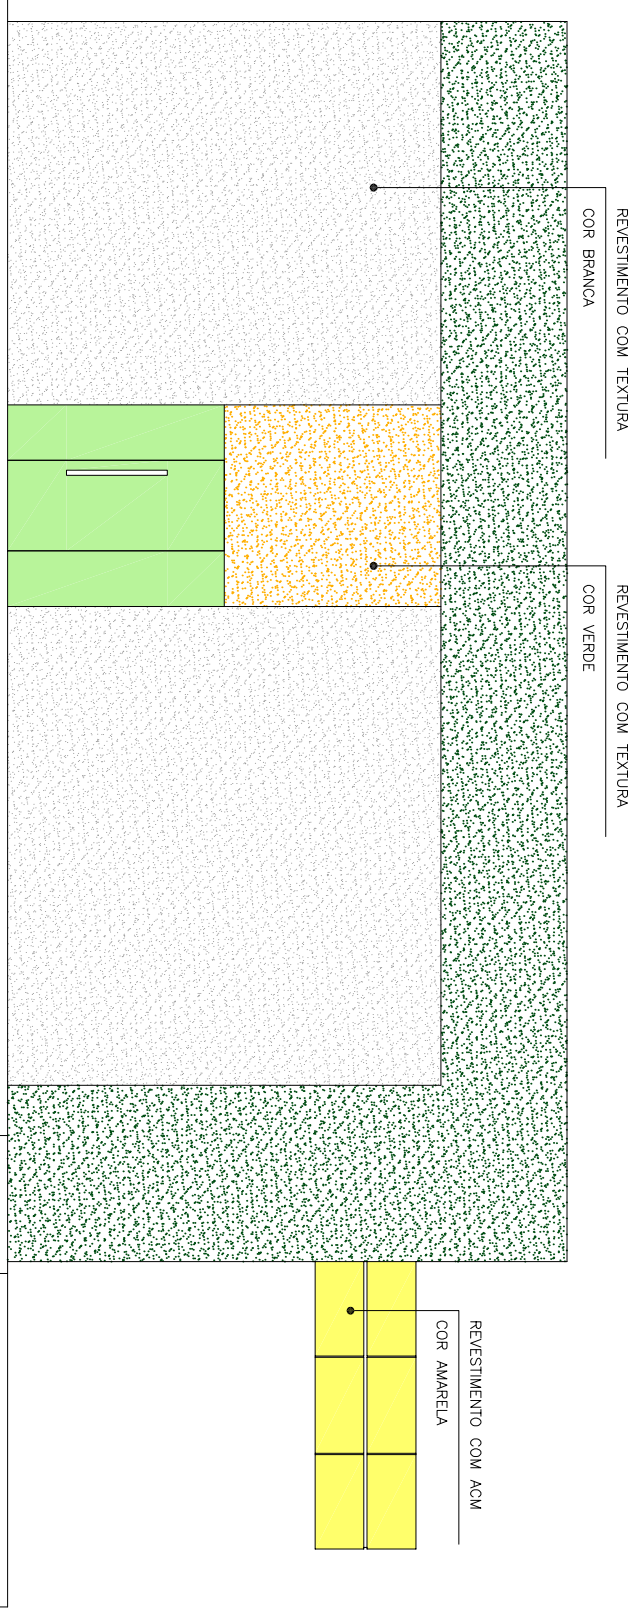 REVESTIMENTO COM TEXTURA
COR BRANCA
REVESTIMENTO COM TEXTURA
COR VERDE
REVESTIMENTO COM ACM
COR AMARELA